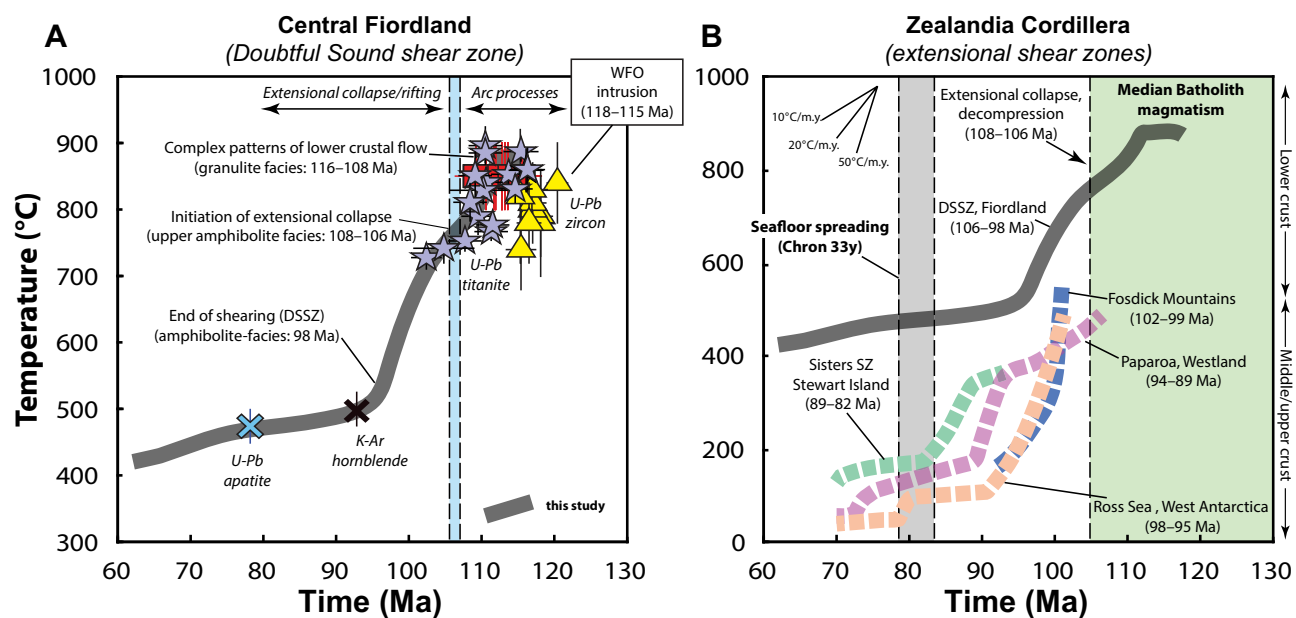 A
Central Fiordland
(Doubtful Sound shear zone)
Extensional collapse/rifting
Arc processes
WFO
intrusion
(118–115 Ma)
Complex patterns of lower crustal flow
(granulite facies: 116–108 Ma)
U-Pb
zircon
Initiation of extensional collapse
(upper amphibolite facies: 108–106 Ma)
U-Pb
titanite
End of shearing (DSSZ)
(amphibolite-facies: 98 Ma)
K-Ar
hornblende
U-Pb
apatite
this study
Temperature (°C)
1000
900
800
700
600
500
400
300
60 70 80 90 100 110 120 130
Time (Ma)
B
Zealandia Cordillera
(extensional shear zones)
10°C/m.y.
20°C/m.y.
50°C/m.y.
Extensional collapse,
decompression
(108–106 Ma)
Median Batholith
magmatism
DSSZ, Fiordland
(106–98 Ma)
Seafloor spreading
(Chron 33y)
Fosdick Mountains
(102–99 Ma)
Paparoa, Westland
(94–89 Ma)
Sisters SZ
Stewart Island
(89–82 Ma)
Ross Sea , West Antarctica
(98–95 Ma)
Lower crust
Middle/upper crust
1000
800
600
400
200
0
60 70 80 90 100 110 120 130
Time (Ma)